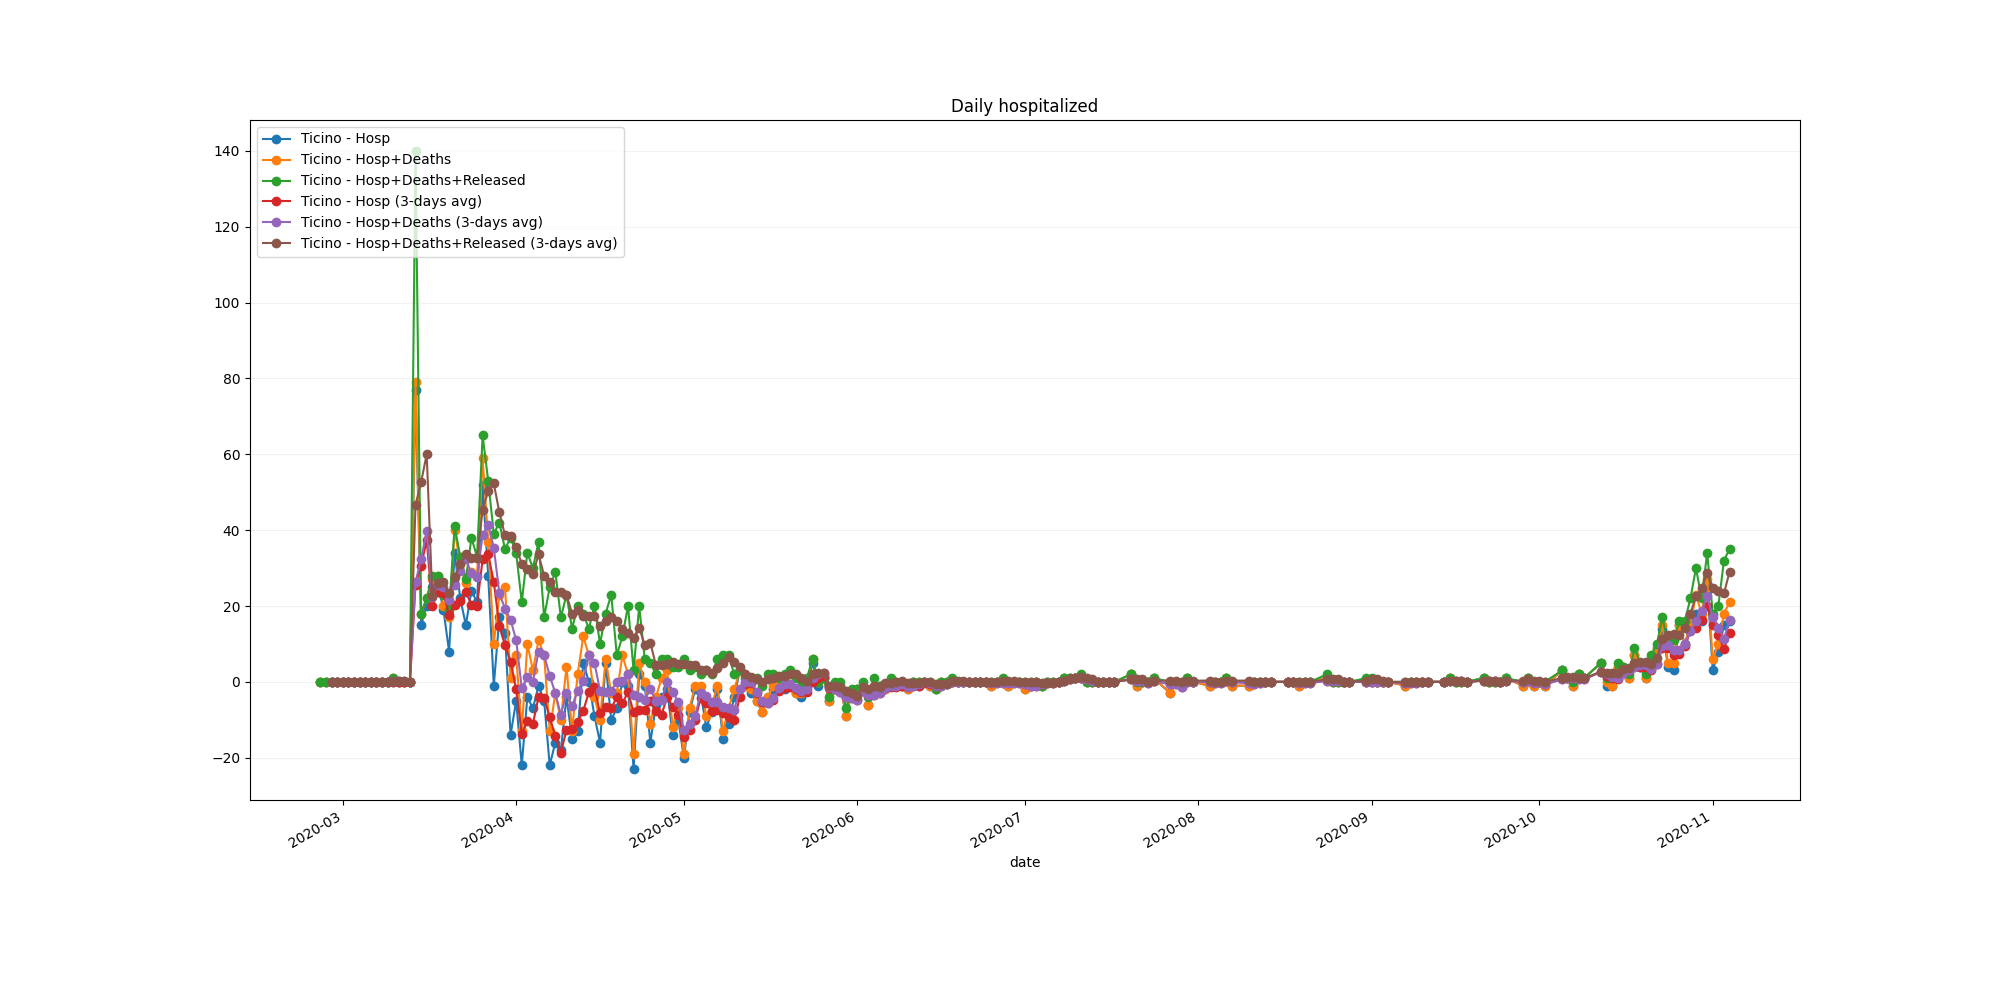 Daily hospitalized
Ticino - Hosp
Ticino - Hosp+Deaths
Ticino - Hosp+Deaths+Released
Ticino - Hosp (3-days avg)
Ticino - Hosp+Deaths (3-days avg)
Ticino - Hosp+Deaths+Released (3-days avg)
140
120
100
80
60
40
20
0
−20
2020-03
2020-04
2020-05
2020-06
2020-07
2020-08
2020-09
2020-10
2020-11
date